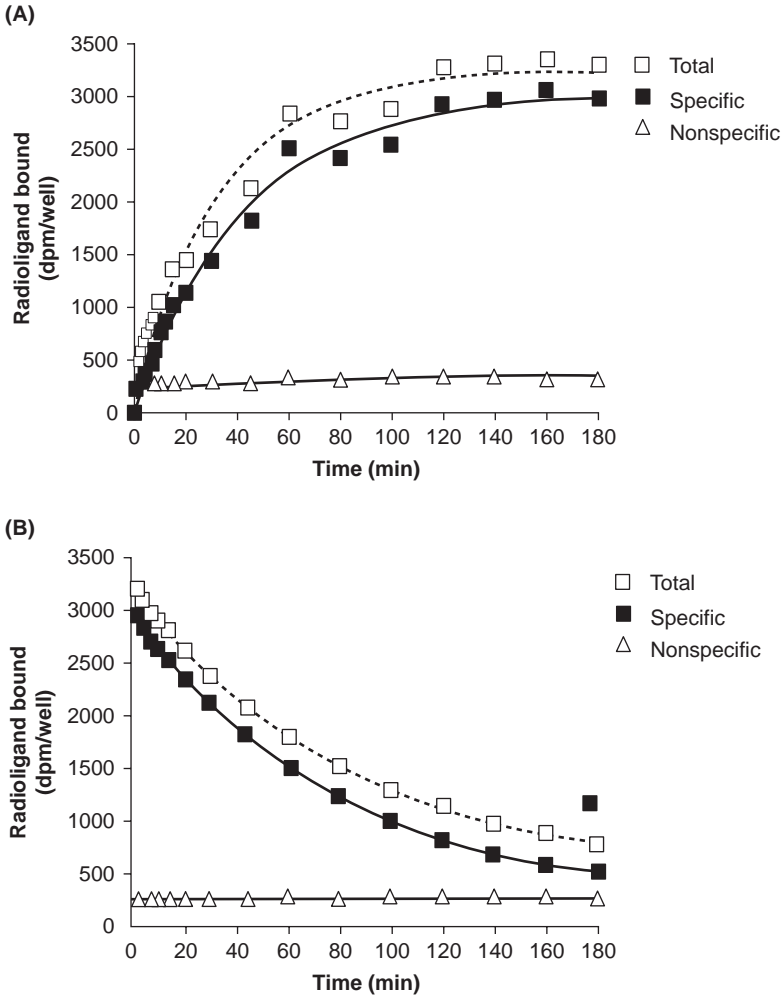 (A)
3500
3000
2500
2000
1500
1000
500
0
Radioligand bound
(dpm/well)
0 20 40 60 80 100 120 140 160 180
Time (min)
Total
Specific
Nonspecific
(B)
3500
3000
2500
2000
1500
1000
500
0
Radioligand bound
(dpm/well)
0 20 40 60 80 100 120 140 160 180
Time (min)
Total
Specific
Nonspecific